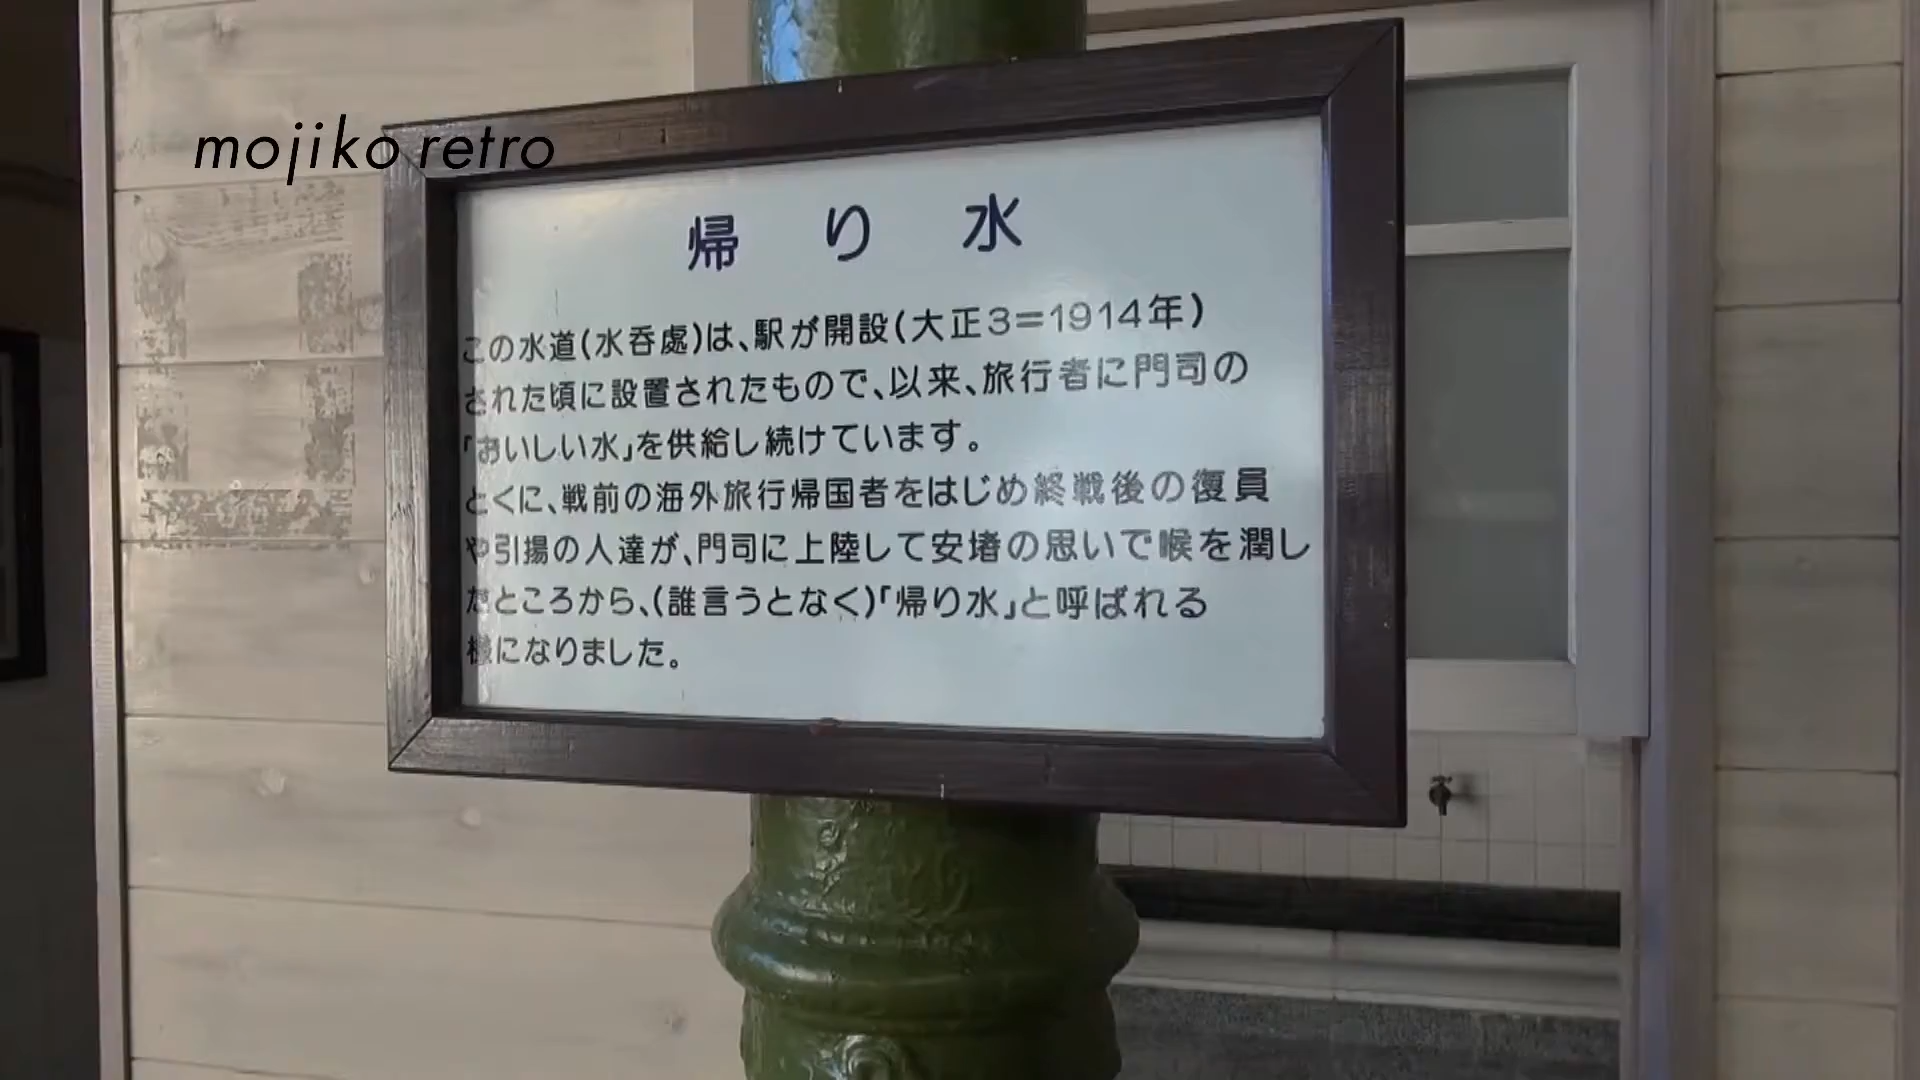 mojiko retro
帰り水
この水道(水呑處)は、駅が開設(大正3=1914年)
された頃に設置されたもので、以来、旅行者に門司の
「おいしい水」を供給し続けています。
とくに、戦前の海外旅行帰国者をはじめ終戦後の復員
や引揚の人達が、門司に上陸して安堵の思いで喉を潤し
たところから、(誰言うとなく)「帰り水」と呼ばれる
様になりました。